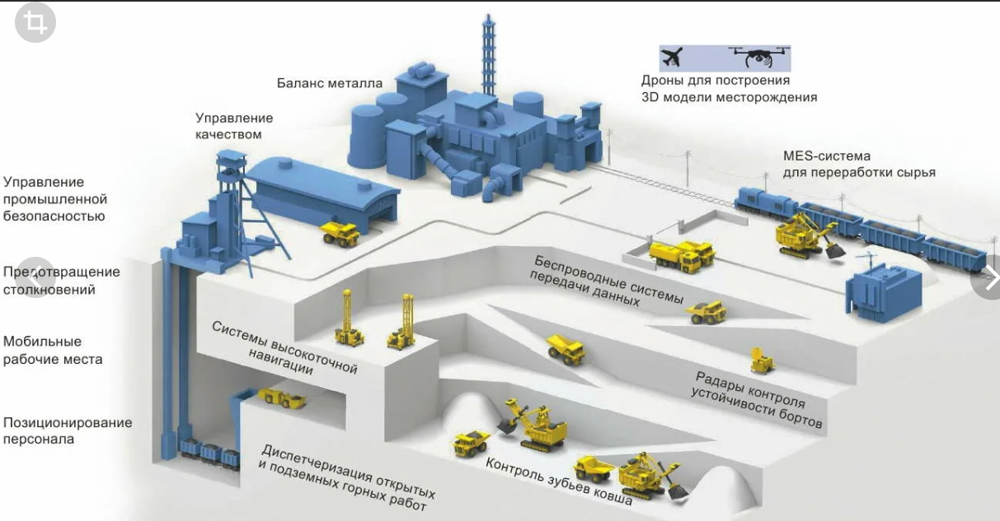 Баланс металла
Дроны для построения
3D модели месторождения
Управление
качеством
MES-система
для переработки сырья
Управление
промышленной
безопасностью
Предотвращение
столкновений
Беспроводные системы
передачи данных
Мобильные
рабочие места
Системы высокоточной
навигации
Радары контроля
устойчивости бортов
Позиционирование
персонала
Диспетчеризация открытых
и подземных горных работ
Контроль зубьев ковша